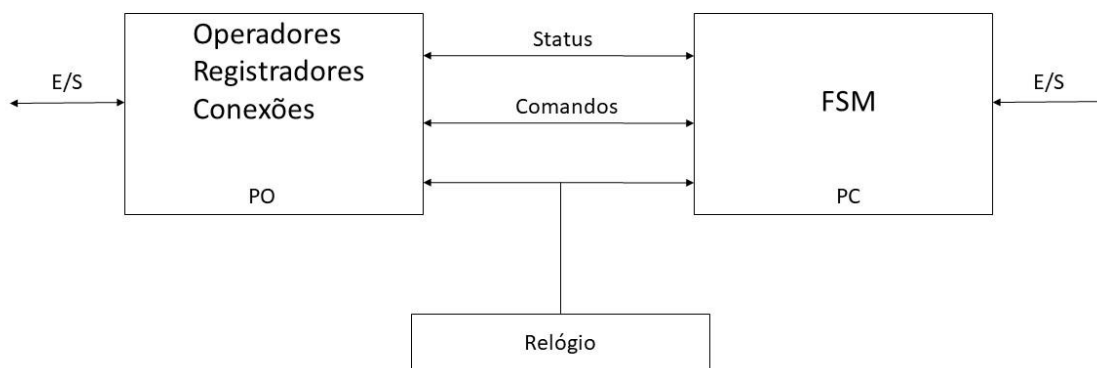 Operadores
Registradores
Conexões
PO
E/S
Status
Comandos
FSM
PC
E/S
Relógio